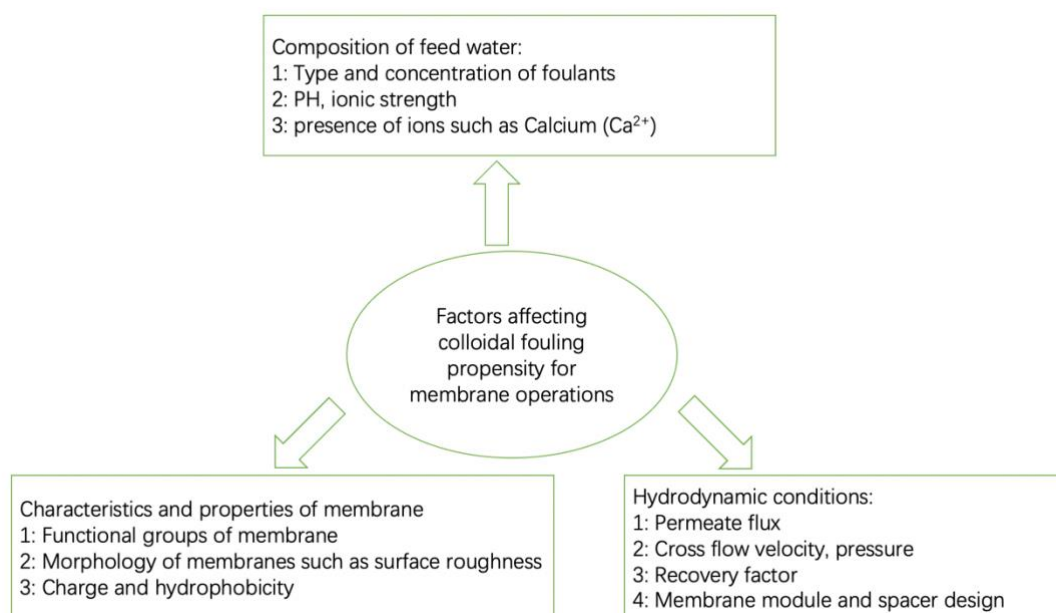 Composition of feed water:
1: Type and concentration of foulants
2: PH, ionic strength
3: presence of ions such as Calcium (Ca²⁺)
Factors affecting
colloidal fouling
propensity for
membrane operations
Characteristics and properties of membrane
1: Functional groups of membrane
2: Morphology of membranes such as surface roughness
3: Charge and hydrophobicity
Hydrodynamic conditions:
1: Permeate flux
2: Cross flow velocity, pressure
3: Recovery factor
4: Membrane module and spacer design